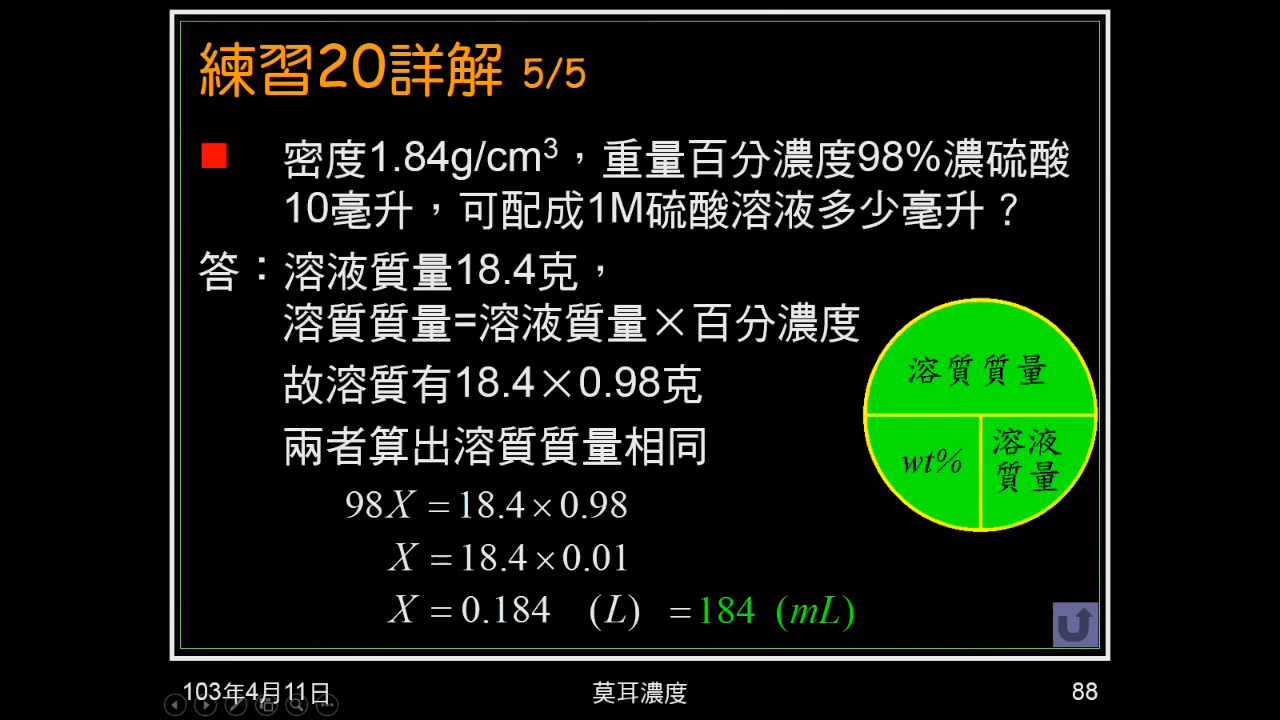 練習20詳解 5/5
密度1.84g/cm³，重量百分濃度98%濃硫酸
10毫升，可配成1M硫酸溶液多少毫升？
答：溶液質量18.4克，
溶質質量=溶液質量×百分濃度
故溶質有18.4×0.98克
兩者算出溶質質量相同
98X =18.4×0.98
X =18.4×0.01
X =0.184 (L) =184 (mL)
溶質質量
wt%
溶液
質量
103年4月11日
莫耳濃度
88